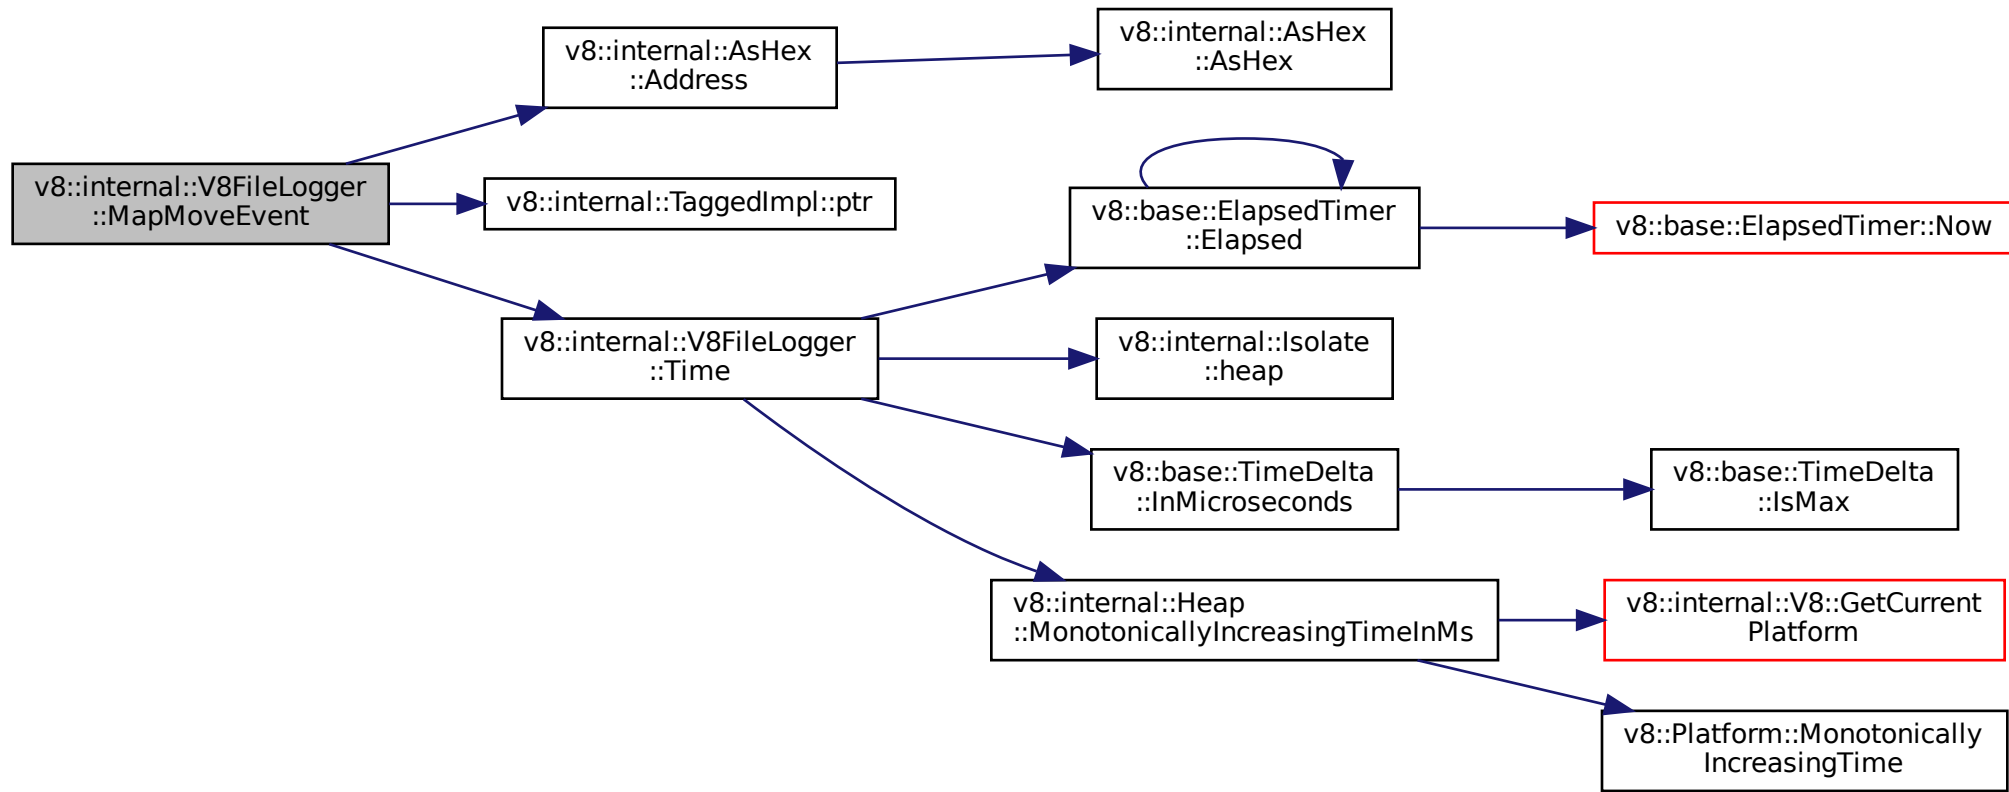 v8::internal::V8FileLogger
::MapMoveEvent
v8::internal::AsHex
::Address
v8::internal::AsHex
::AsHex
v8::internal::TaggedImpl::ptr
v8::internal::V8FileLogger
::Time
v8::base::ElapsedTimer
::Elapsed
v8::base::ElapsedTimer::Now
v8::internal::Isolate
::heap
v8::base::TimeDelta
::InMicroseconds
v8::base::TimeDelta
::IsMax
v8::internal::Heap
::MonotonicallyIncreasingTimeInMs
v8::internal::V8::GetCurrent
Platform
v8::Platform::Monotonically
IncreasingTime